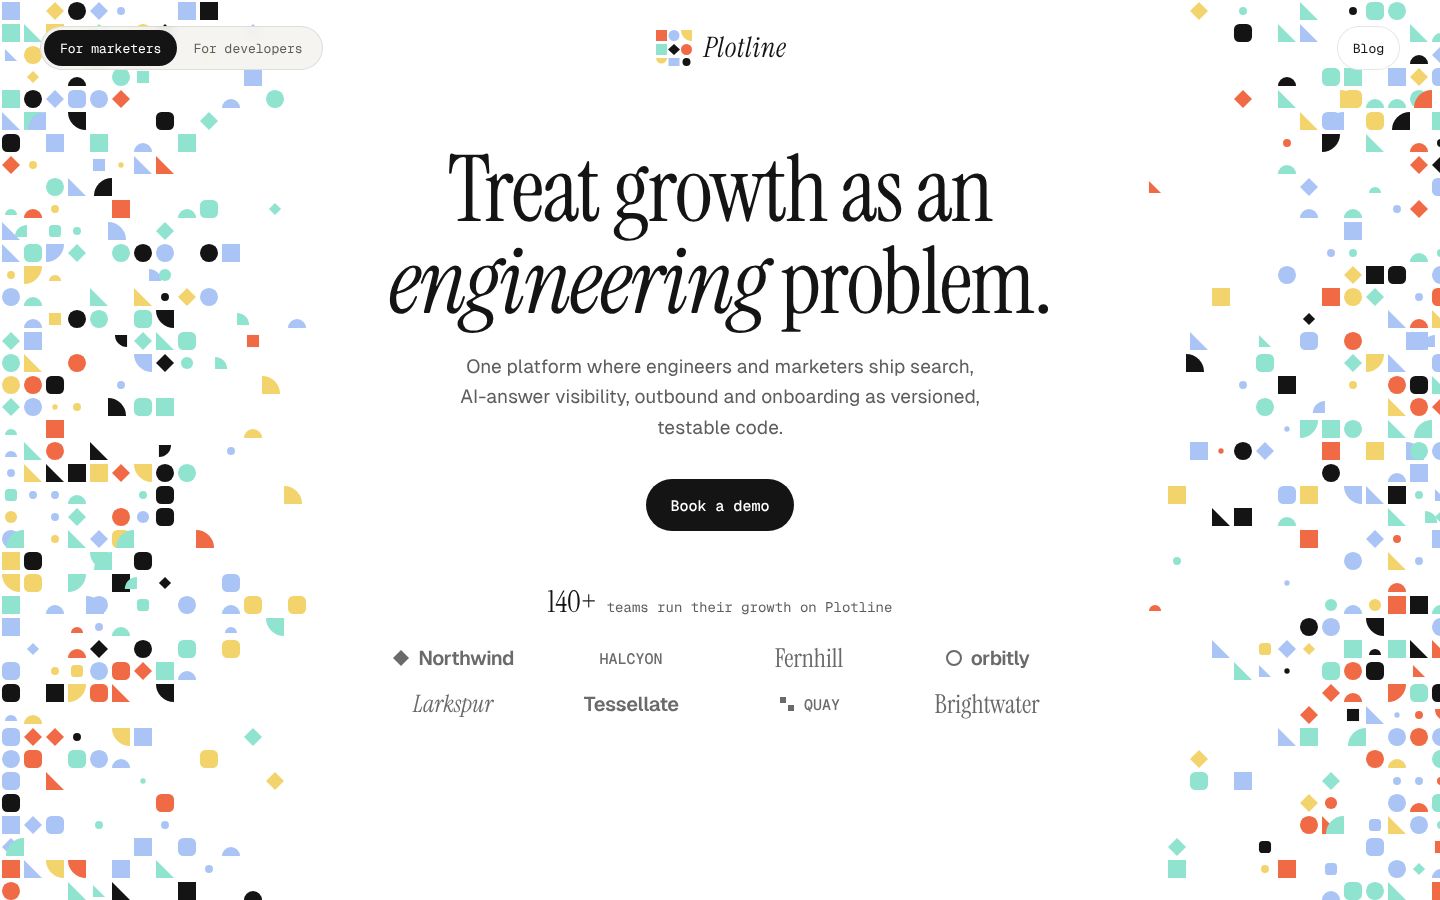 For marketers
For developers
Plotline
Blog
Treat growth as an
engineering problem.
One platform where engineers and marketers ship search,
AI-answer visibility, outbound and onboarding as versioned,
testable code.
Book a demo
140+ teams run their growth on Plotline
Northwind
HALCYON
Fernhill
orbitly
Larkspur
Tessellate
QUAY
Brightwater